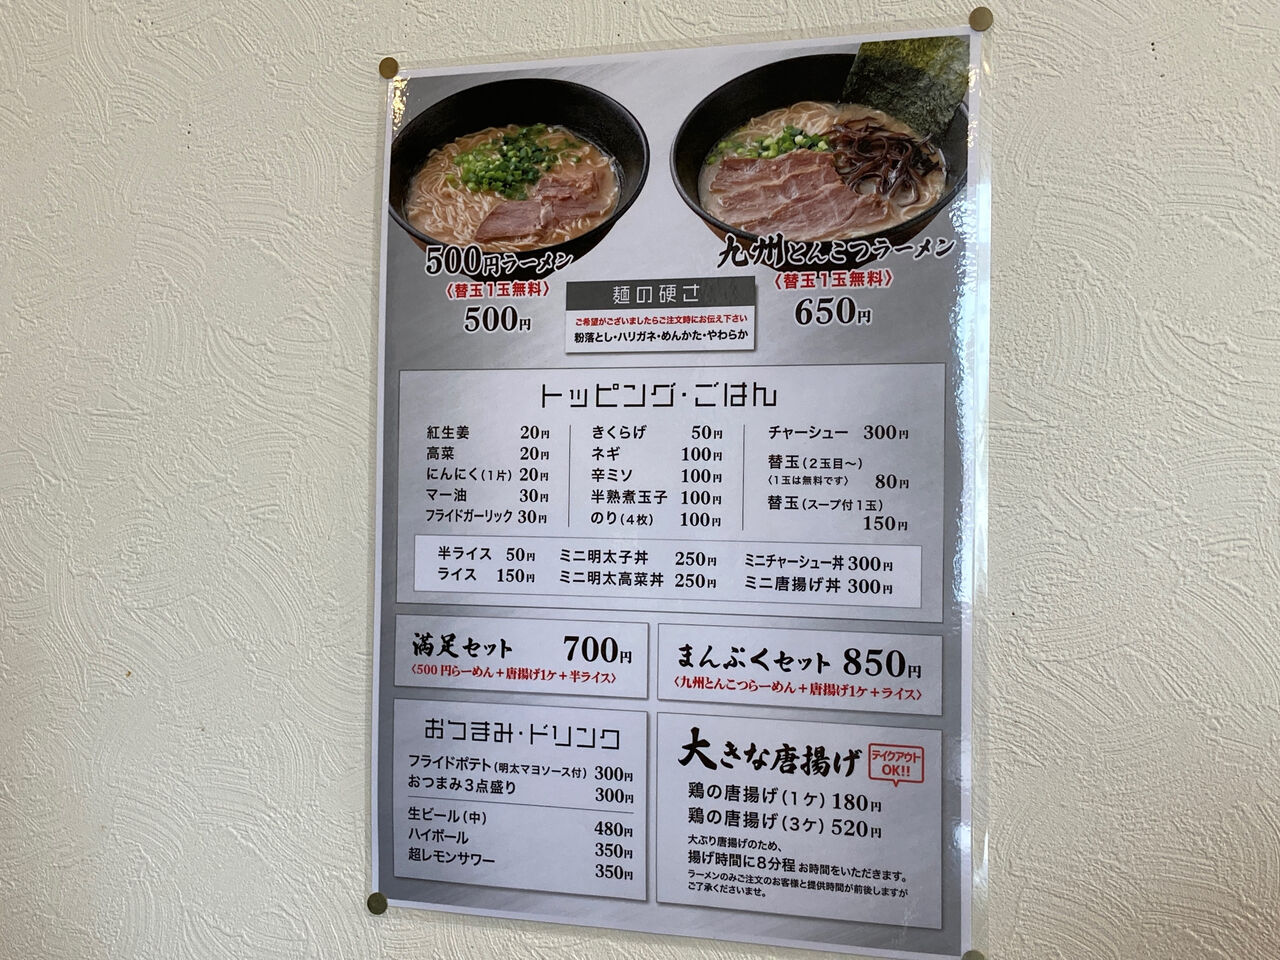 500円ラーメン
〈替玉1玉無料〉
500円
九州とんこつラーメン
〈替玉1玉無料〉
650円
麺の硬さ
ご希望がございましたらご注文時にお伝え下さい
粉落とし・ハリガネ・めんかた・やわらか
トッピング・ごはん
紅生姜 20円
高菜 20円
にんにく(1片) 20円
マー油 30円
フライドガーリック 30円
きくらげ 50円
ネギ 100円
辛ミソ 100円
半熟煮玉子 100円
のり(4枚) 100円
チャーシュー 300円
替玉(2玉目〜)
〈1玉は無料です〉 80円
替玉(スープ付1玉)
150円
半ライス 50円
ライス 150円
ミニ明太子丼 250円
ミニ明太高菜丼 250円
ミニチャーシュー丼 300円
ミニ唐揚げ丼 300円
満足セット 700円
〈500円らーめん+唐揚げ1ケ+半ライス〉
まんぷくセット 850円
〈九州とんこつらーめん+唐揚げ1ケ+ライス〉
おつまみ・ドリンク
フライドポテト(明太マヨソース付) 300円
おつまみ3点盛り 300円
生ビール(中) 480円
ハイボール 350円
超レモンサワー 350円
大きな唐揚げ
テイクアウト
OK!!
鶏の唐揚げ(1ケ) 180円
鶏の唐揚げ(3ケ) 520円
大ぶり唐揚げのため、
揚げ時間に8分程お時間をいただきます。
ラーメンのみご注文のお客様と提供時間が前後しますが
ご了承くださいませ。